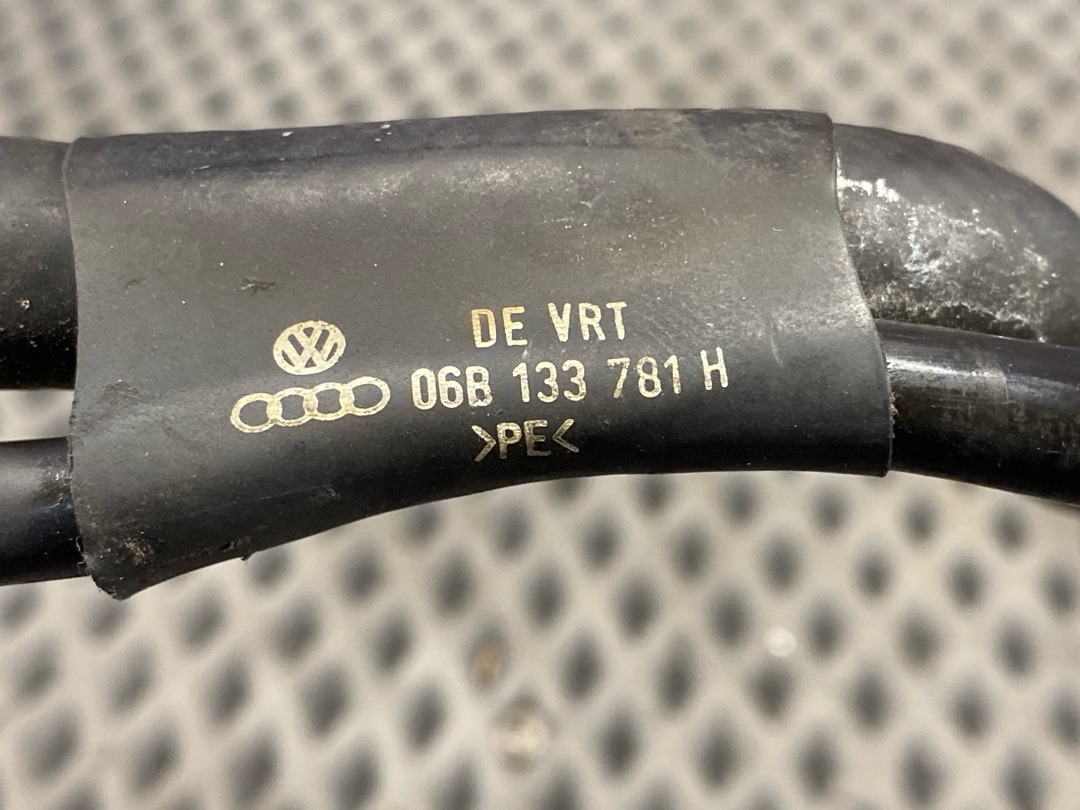 DE VRT
06B 133 781 H
>PE<